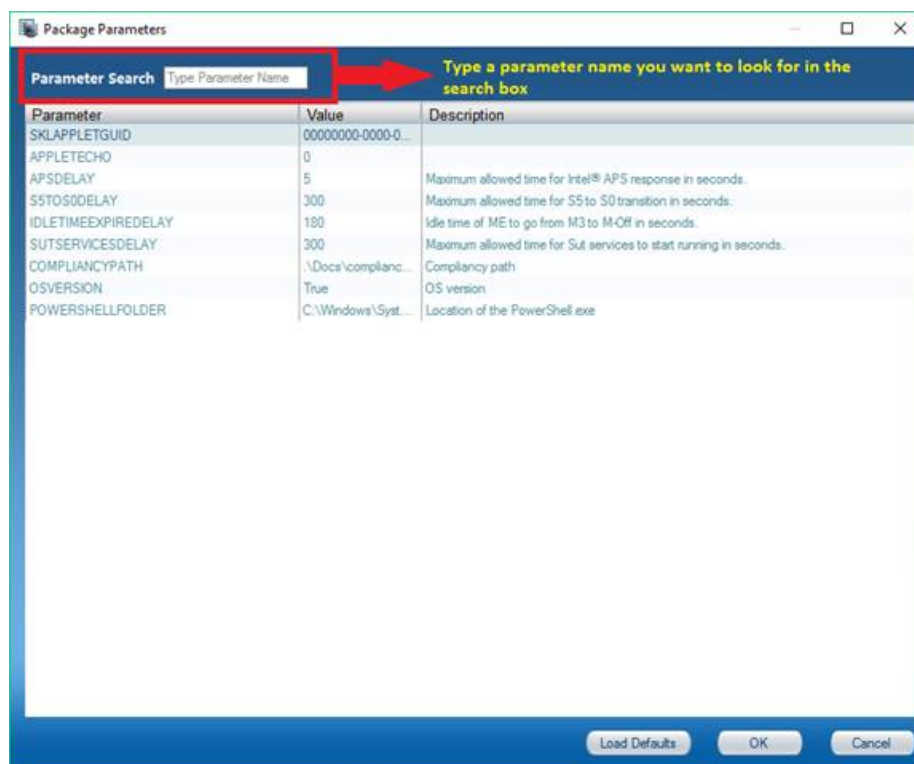 Package Parameters
Parameter Search Type Parameter Name
Type a parameter name you want to look for in the
search box
Parameter Value Description
SKLAPPLETGUID 00000000-0000-0...
APPLETECHO 0
APSDELAY 5 Maximum allowed time for Intel® APS response in seconds.
S5TOS0DELAY 300 Maximum allowed time for S5 to S0 transition in seconds.
IDLETIMEEXPIREDELAY 180 Idle time of ME to go from M3 to M-Off in seconds.
SUTSERVICESDELAY 300 Maximum allowed time for Sut services to start running in seconds.
COMPLIANCYPATH .\Docs\complianc... Compliancy path
OSVERSION True OS version
POWERSHELLFOLDER C:\Windows\Syst... Location of the PowerShell.exe
Load Defaults OK Cancel